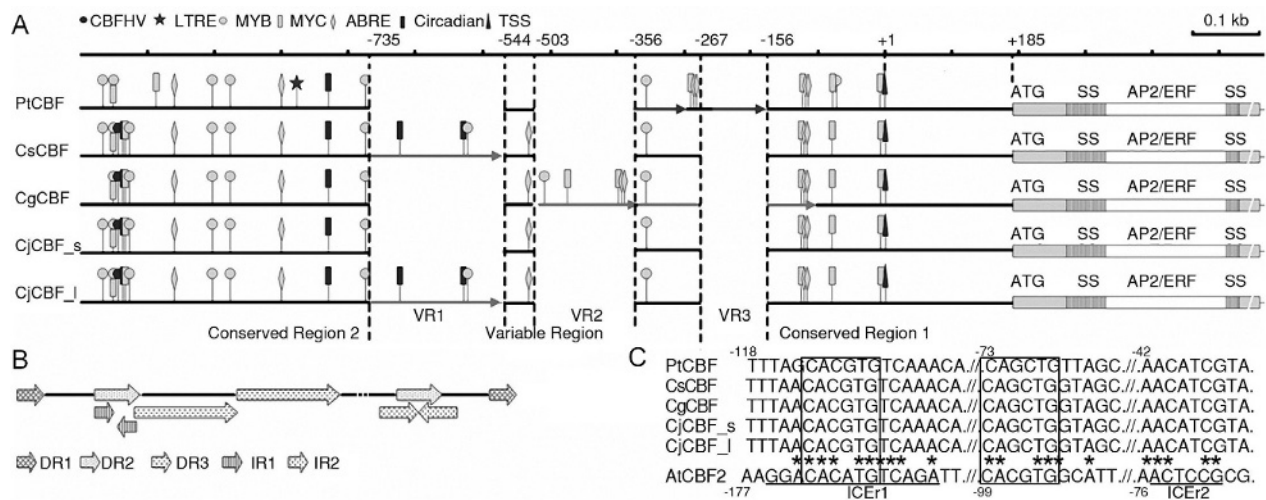 CBFHV LTRE MYB MYC ABRE Circadian TSS
0.1 kb
A
-735 -544 -503 -356 -267 -156 +1 +185
PtCBF ATG SS AP2/ERF SS
CsCBF ATG SS AP2/ERF SS
CgCBF ATG SS AP2/ERF SS
CjCBF_s ATG SS AP2/ERF SS
CjCBF_l ATG SS AP2/ERF SS
VR1 VR2 VR3
Conserved Region 2 Variable Region Conserved Region 1
B
DR1 DR2 DR3 IR1 IR2
C
-118 -73 -42
PtCBF TTTAGCACGTGTCAAACA.//.CAGCTGTTAGC.//.AACATCGTA.
CsCBF TTTAACACGTGTCAAACA.//.CAGCTGGTAGC.//.AACATCGTA.
CgCBF TTTAACACGTGTCAAACA.//.CAGCTGGTAGC.//.AACATCGTA.
CjCBF_s TTTAACACGTGTCAAACA.//.CAGCTGGTAGC.//.AACATCGTA.
CjCBF_l TTTAACACGTGTCAAACA.//.CAGCTGGTAGC.//.AACATCGTA.
**** ***** * ** *** * *** **
AtCBF2 AAGGACACATGTCAGATT.//.CACGTGGCATT.//.ACTCCGCG.
-177 ICEr1 -99 -76 ICEr2